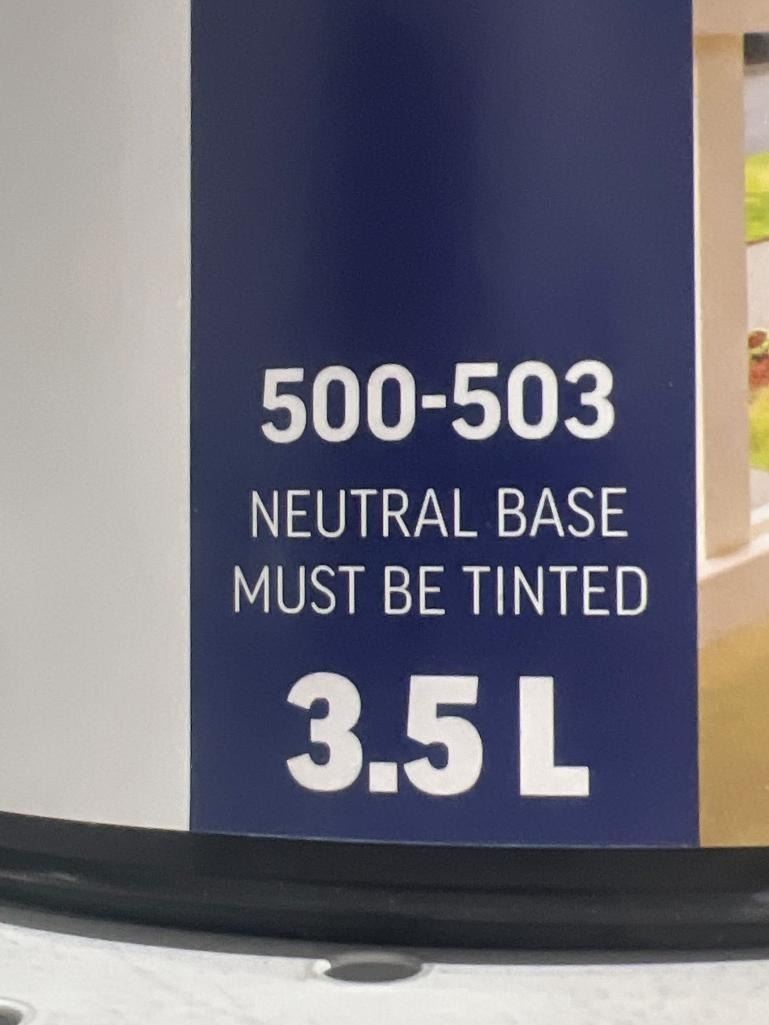 500-503
NEUTRAL BASE
MUST BE TINTED
3.5 L